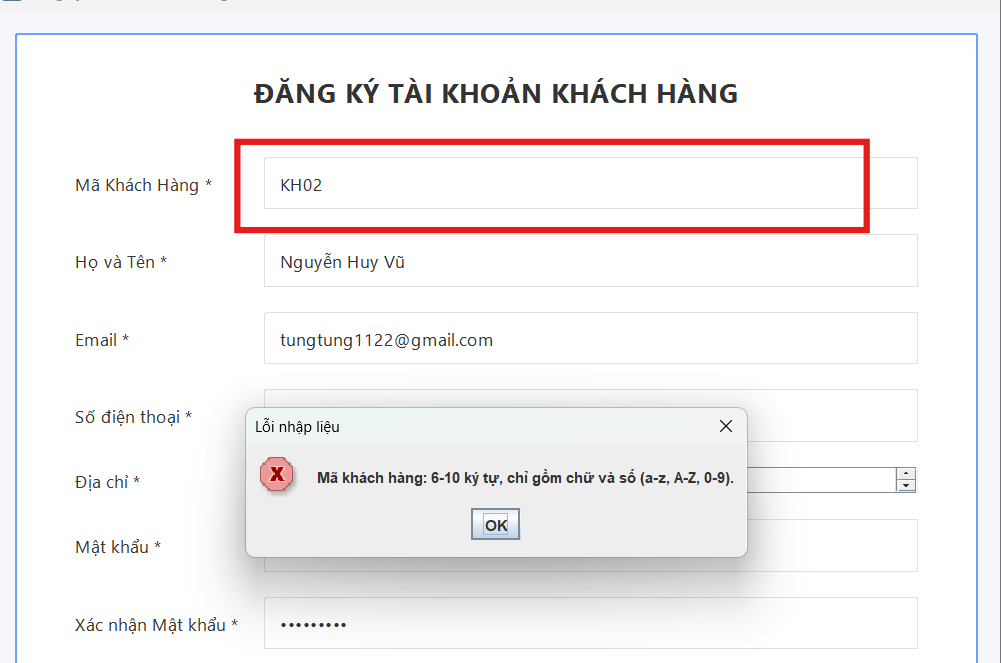 ĐĂNG KÝ TÀI KHOẢN KHÁCH HÀNG
Mã Khách Hàng *
KH02
Họ và Tên *
Nguyễn Huy Vũ
Email *
tungtung1122@gmail.com
Số điện thoại *
Lỗi nhập liệu
Mã khách hàng: 6-10 ký tự, chỉ gồm chữ và số (a-z, A-Z, 0-9).
OK
Địa chỉ *
Mật khẩu *
Xác nhận Mật khẩu *
•••••••••